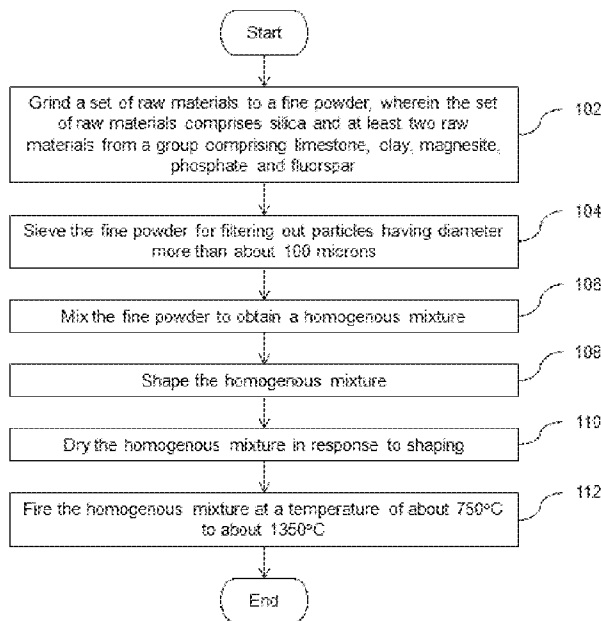 Start
Grind a set of raw materials to a fine powder, wherein the set
of raw materials comprises silica and at least two raw
materials from a group comprising limestone, clay, magnesite,
phosphate and fluorspar
102
Sieve the fine powder for filtering out particles having diameter
more than about 100 microns
104
Mix the fine powder to obtain a homogenous mixture
106
Shape the homogenous mixture
108
Dry the homogenous mixture in response to shaping
110
Fire the homogenous mixture at a temperature of about 750°C
to about 1350°C
112
End